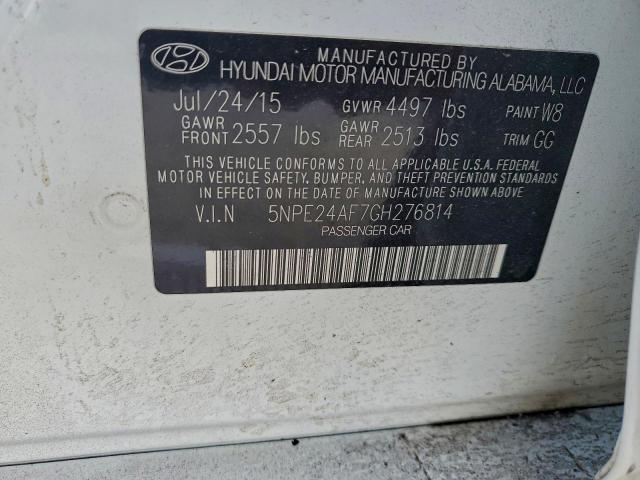 MANUFACTURED BY
HYUNDAI MOTOR MANUFACTURING ALABAMA, LLC
Jul/24/15 GVWR 4497 lbs PAINT W8
GAWR FRONT 2557 lbs GAWR REAR 2513 lbs TRIM GG
THIS VEHICLE CONFORMS TO ALL APPLICABLE U.S.A. FEDERAL
MOTOR VEHICLE SAFETY, BUMPER, AND THEFT PREVENTION STANDARDS
IN EFFECT ON THE DATE OF MANUFACTURE SHOWN ABOVE.
V.I.N 5NPE24AF7GH276814
PASSENGER CAR